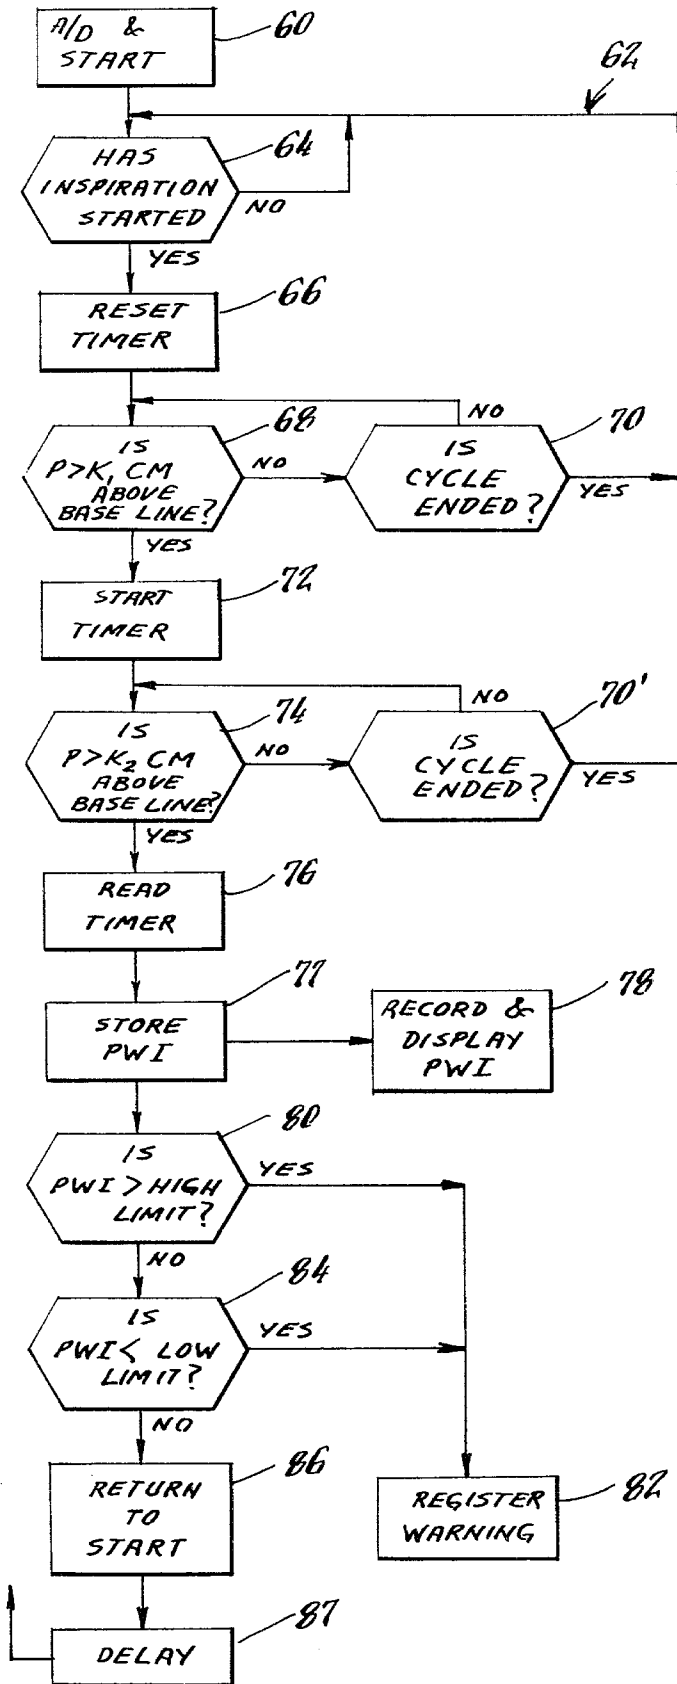 A/D &
START
60
62
HAS
INSPIRATION
STARTED
64
NO
YES
RESET
TIMER
66
IS
P>K₁ CM
ABOVE
BASE LINE?
68
NO
YES
IS
CYCLE
ENDED?
70
NO
YES
START
TIMER
72
IS
P>K₂ CM
ABOVE
BASE LINE?
74
NO
YES
IS
CYCLE
ENDED?
70'
NO
YES
READ
TIMER
76
STORE
PWI
77
RECORD &
DISPLAY
PWI
78
IS
PWI > HIGH
LIMIT?
80
YES
NO
IS
PWI < LOW
LIMIT?
84
YES
NO
RETURN
TO
START
86
REGISTER
WARNING
82
DELAY
87